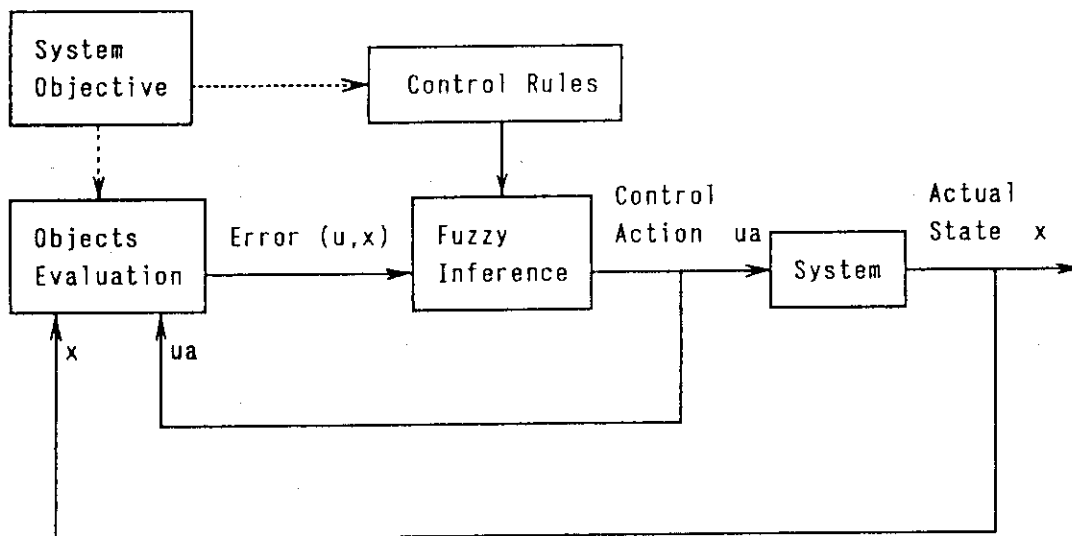 System
Objective
Control Rules
Objects
Evaluation
Error (u,x)
Fuzzy
Inference
Control
Action ua
System
Actual
State x
x
ua